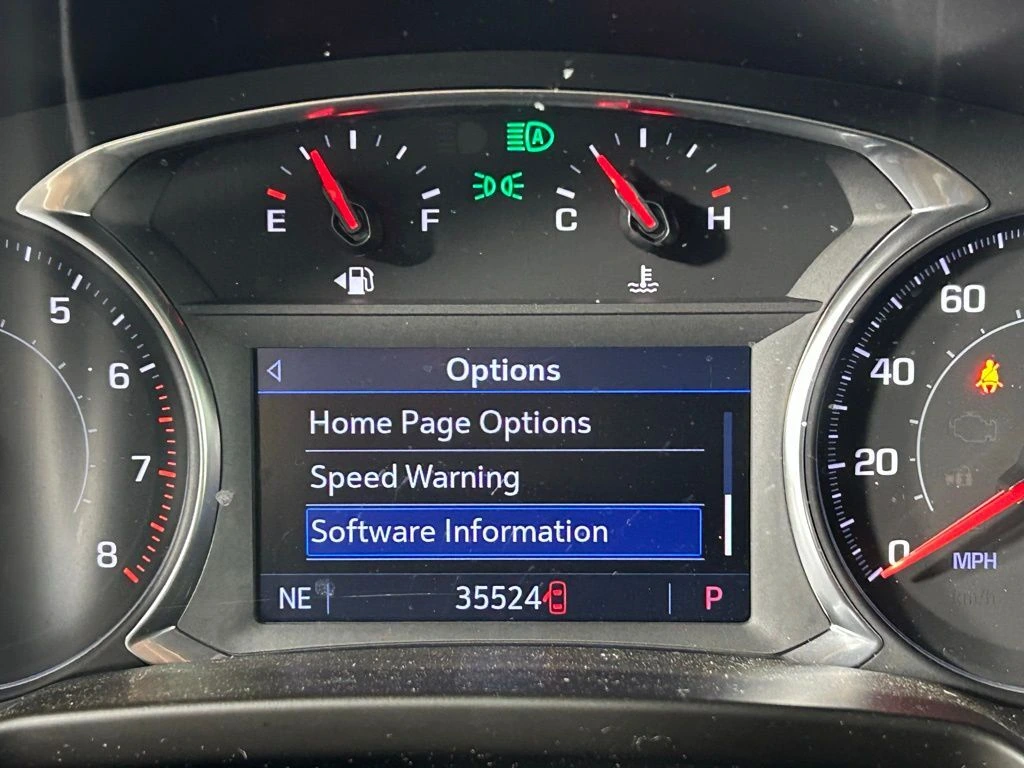 A
E
F
C
H
5
6
7
8
Options
Home Page Options
Speed Warning
Software Information
NE
35524
P
60
40
20
0
MPH
km/h